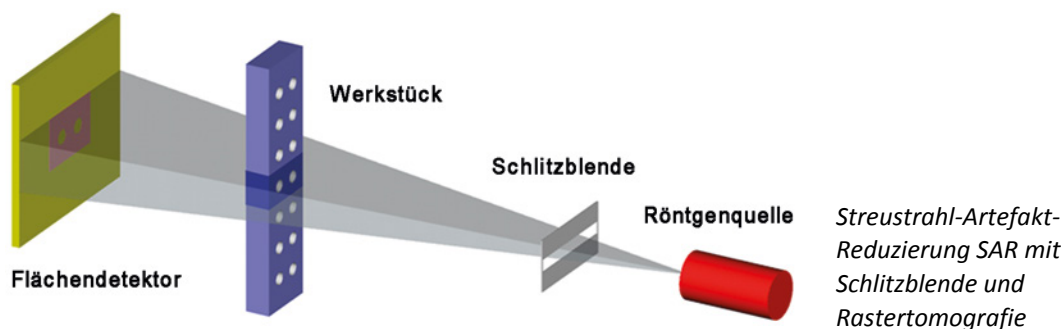 Werkstück
Schlitzblende
Röntgenquelle
Flächendetektor
Streustrahl-Artefakt-
Reduzierung SAR mit
Schlitzblende und
Rastertomografie